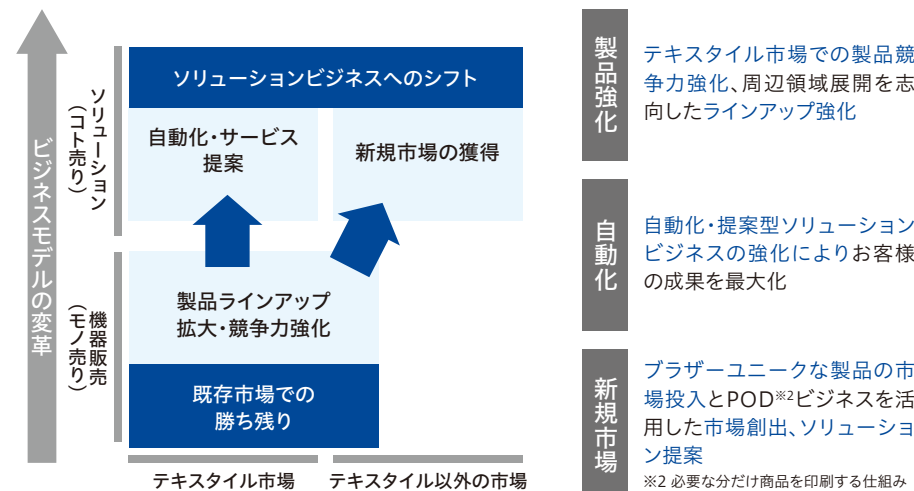 ビジネスモデルの変革
ソリューション
（コト売り）
機器販売
（モノ売り）
ソリューションビジネスへのシフト
自動化・サービス
提案
新規市場の獲得
製品ラインアップ
拡大・競争力強化
既存市場での
勝ち残り
テキスタイル市場
テキスタイル以外の市場
製品強化
テキスタイル市場での製品競
争力強化、周辺領域展開を志
向したラインアップ強化
自動化
自動化・提案型ソリューション
ビジネスの強化によりお客様
の成果を最大化
新規市場
ブラザーユニークな製品の市
場投入とPOD※2ビジネスを活
用した市場創出、ソリューショ
ン提案
※2 必要な分だけ商品を印刷する仕組み